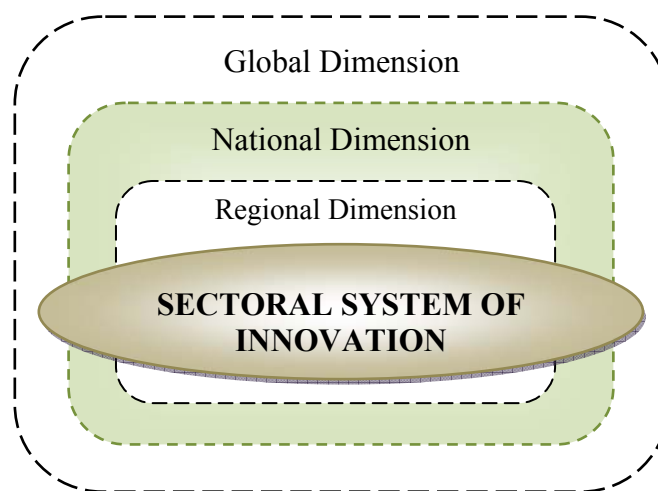 Global Dimension
National Dimension
Regional Dimension
SECTORAL SYSTEM OF
INNOVATION